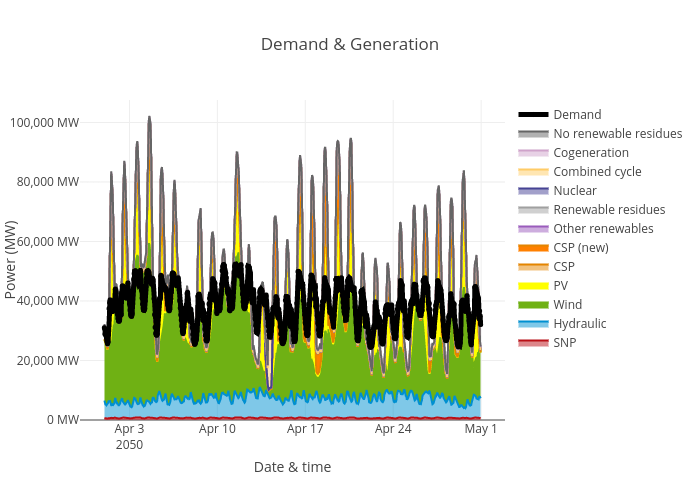 Demand & Generation
100,000 MW
80,000 MW
60,000 MW
40,000 MW
20,000 MW
0 MW
Power (MW)
Apr 3
2050
Apr 10
Apr 17
Apr 24
May 1
Date & time
Demand
No renewable residues
Cogeneration
Combined cycle
Nuclear
Renewable residues
Other renewables
CSP (new)
CSP
PV
Wind
Hydraulic
SNP